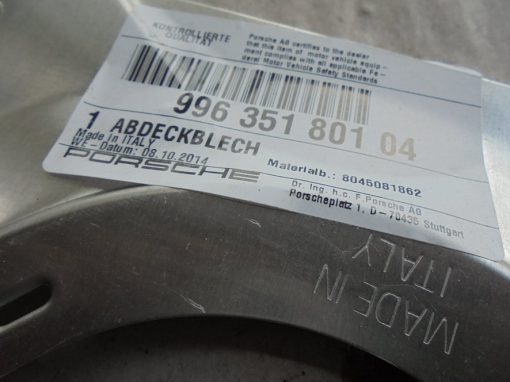 KONTROLLIERTE
QUALITÄT
Porsche AG certifies to the dealer
that this item of motor vehicle equip-
ment complies with all applicable Fe-
deral Motor Vehicle Safety Standards
996 351 801 04
1 ABDECKBLECH
Made in ITALY
WE-Datum: 08.10.2014
Materialb.: 8045081862
PORSCHE
Dr. Ing. h.c. F. Porsche AG
Porscheplatz 1, D-70435 Stuttgart
MADE IN
ITALY